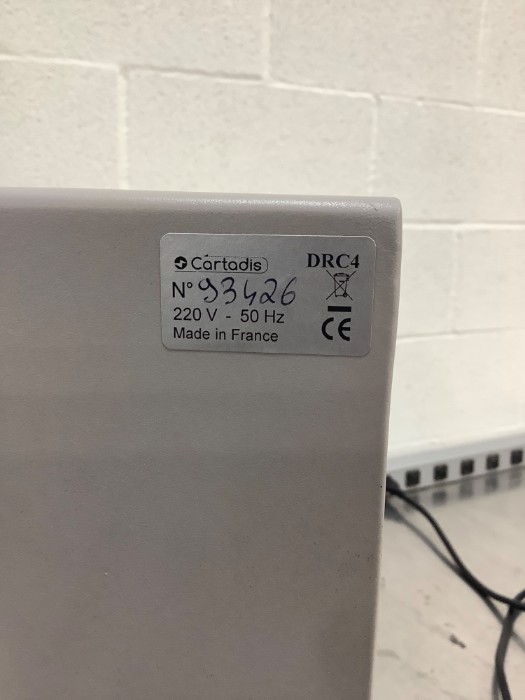 Cartadis DRC4
N° 93426
220 V - 50 Hz
Made in France
CE